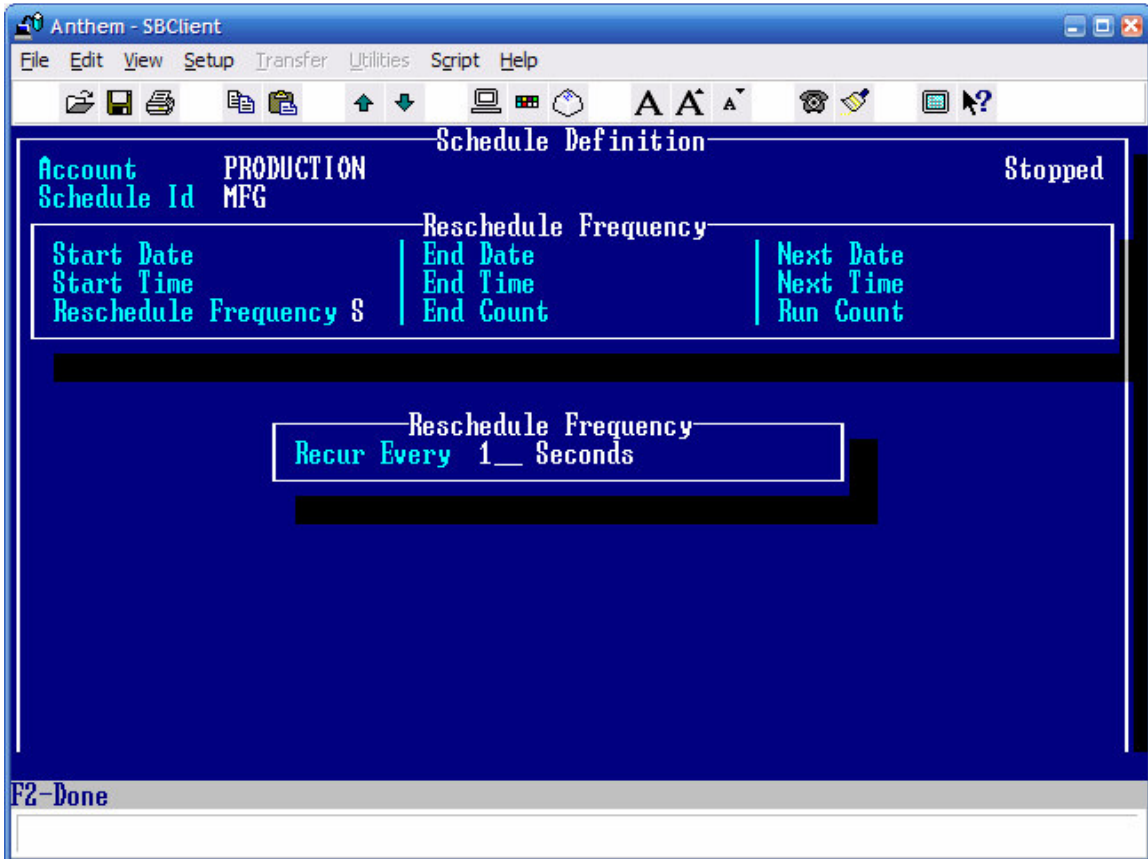 Anthem - SBClient
File Edit View Setup Transfer Utilities Script Help
A A A ?
Schedule Definition
Account PRODUCTION Stopped
Schedule Id MFG
Reschedule Frequency
Start Date | End Date | Next Date
Start Time | End Time | Next Time
Reschedule Frequency S | End Count | Run Count
Reschedule Frequency
Recur Every 1__ Seconds
F2-Done